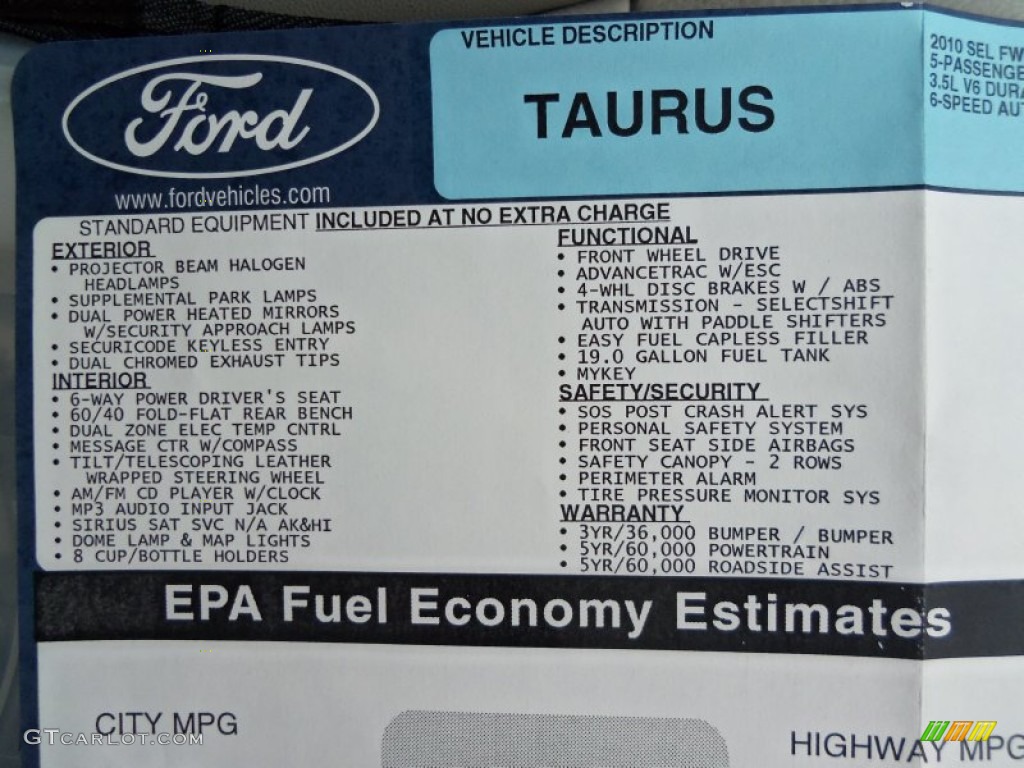 Ford
www.fordvehicles.com
VEHICLE DESCRIPTION
TAURUS
2010 SEL
5-PASSENGE
3.5L V6 DURA
6-SPEED AUT
STANDARD EQUIPMENT INCLUDED AT NO EXTRA CHARGE
EXTERIOR
• PROJECTOR BEAM HALOGEN
HEADLAMPS
• SUPPLEMENTAL PARK LAMPS
• DUAL POWER HEATED MIRRORS
W/SECURITY APPROACH LAMPS
• SECURICODE KEYLESS ENTRY
• DUAL CHROMED EXHAUST TIPS
INTERIOR
• 6-WAY POWER DRIVER'S SEAT
• 60/40 FOLD-FLAT REAR BENCH
• DUAL ZONE ELEC TEMP CNTRL
• MESSAGE CTR W/COMPASS
• TILT/TELESCOPING LEATHER
WRAPPED STEERING WHEEL
• AM/FM CD PLAYER W/CLOCK
• MP3 AUDIO INPUT JACK
• SIRIUS SAT SVC N/A AK&HI
• DOME LAMP & MAP LIGHTS
• 8 CUP/BOTTLE HOLDERS
FUNCTIONAL
• FRONT WHEEL DRIVE
• ADVANCETRAC W/ESC
• 4-WHL DISC BRAKES W / ABS
• TRANSMISSION - SELECTSHIFT
AUTO WITH PADDLE SHIFTERS
• EASY FUEL CAPLESS FILLER
• 19.0 GALLON FUEL TANK
• MYKEY
SAFETY/SECURITY
• SOS POST CRASH ALERT SYS
• PERSONAL SAFETY SYSTEM
• FRONT SEAT SIDE AIRBAGS
• SAFETY CANOPY - 2 ROWS
• PERIMETER ALARM
• TIRE PRESSURE MONITOR SYS
WARRANTY
• 3YR/36,000 BUMPER / BUMPER
• 5YR/60,000 POWERTRAIN
• 5YR/60,000 ROADSIDE ASSIST
EPA Fuel Economy Estimates
CITY MPG
HIGHWAY MPG
GTcarlot.com